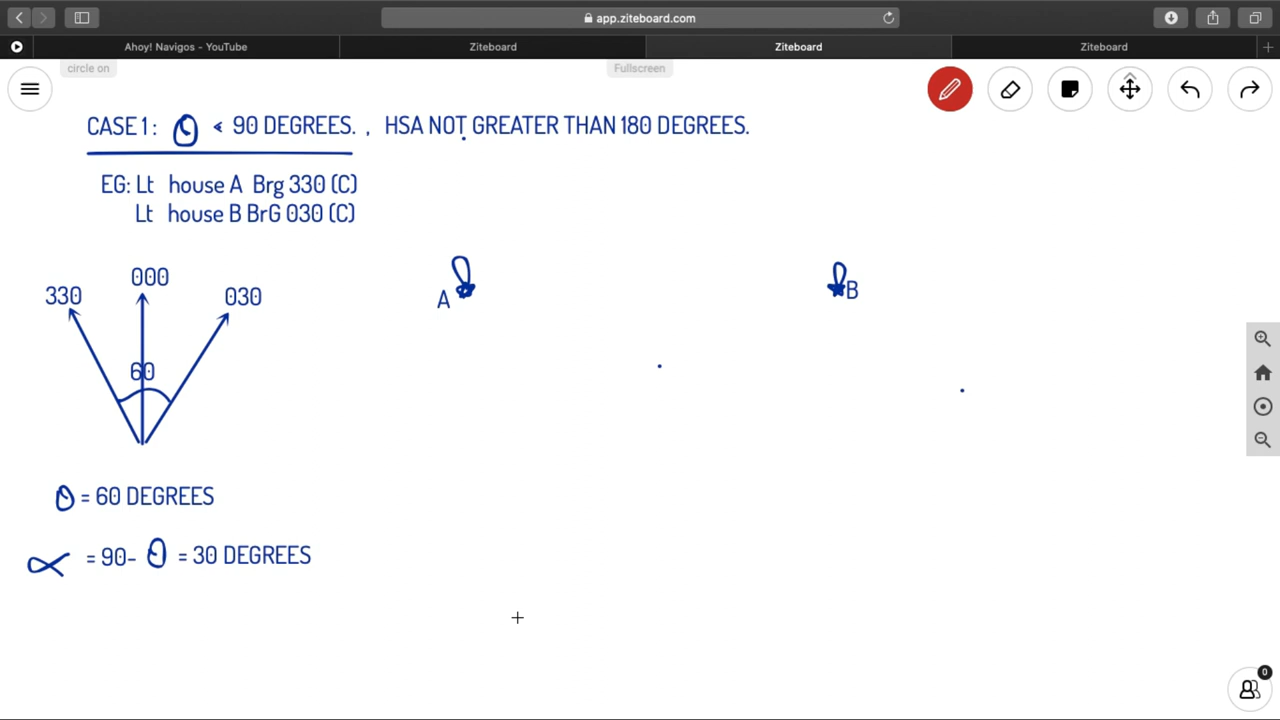 app.ziteboard.com
Ahoy! Navigos - YouTube
Ziteboard
Ziteboard
Ziteboard
circle on
Fullscreen
CASE 1: θ < 90 DEGREES. , HSA NOT GREATER THAN 180 DEGREES.
EG: Lt house A Brg 330 (C)
Lt house B BrG 030 (C)
000
330
030
A
B
60
θ = 60 DEGREES
∝ = 90- θ = 30 DEGREES
0